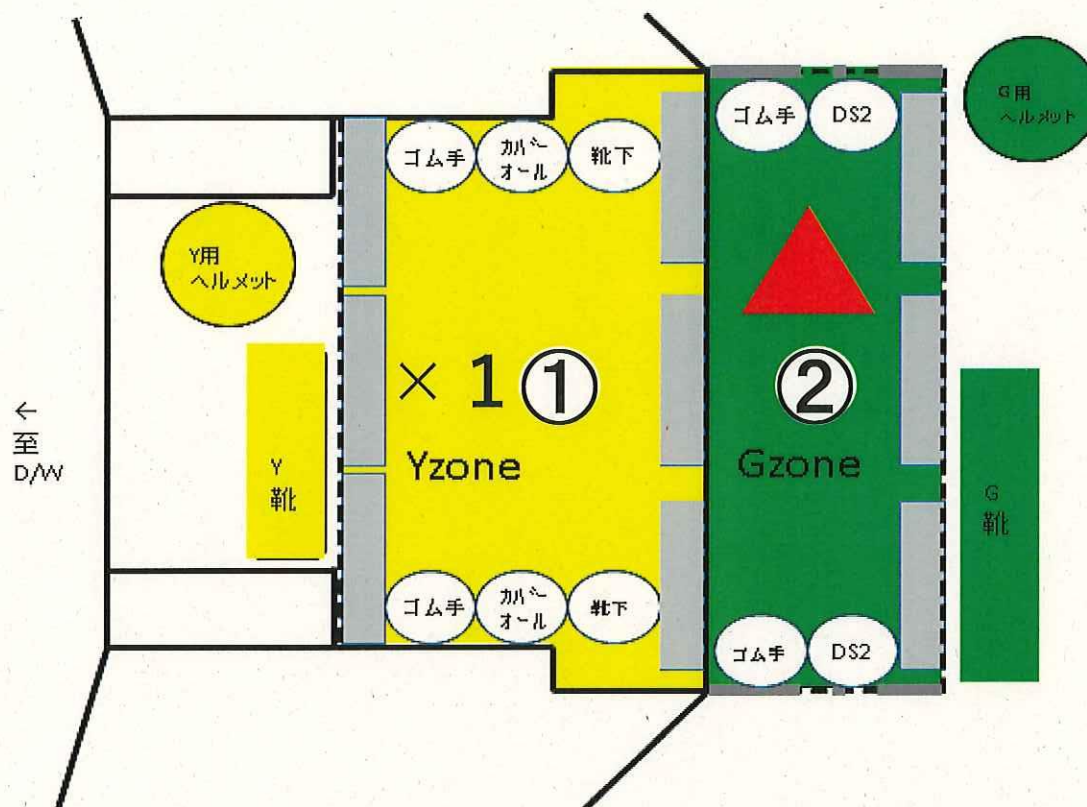 G用
ヘルメット
ゴム手
DS2
ゴム手
カバー
オール
靴下
Y用
ヘルメット
× 1 ①
②
←
至
D/W
Yzone
Gzone
Y
靴
G
靴
ゴム手
カバー
オール
靴下
ゴム手
DS2